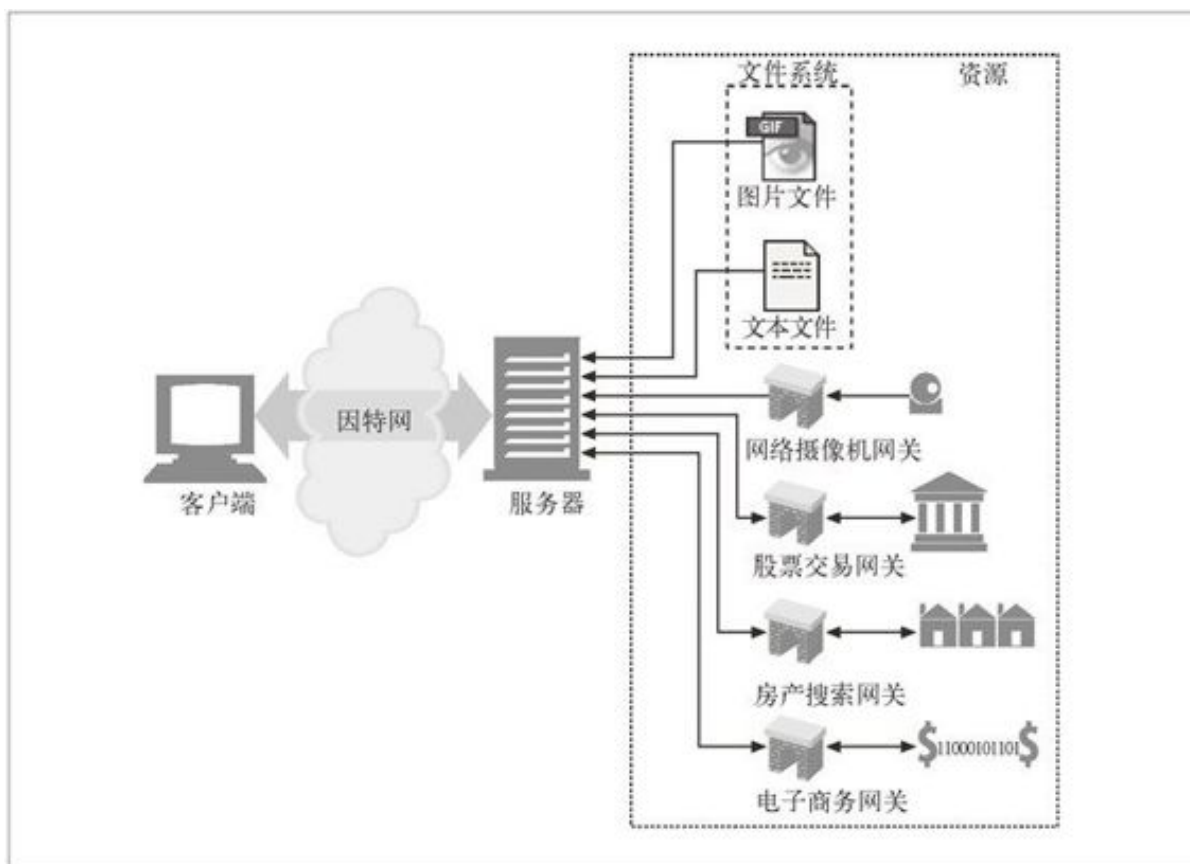 文件系统
资源
GIF
图片文件
文本文件
因特网
客户端
服务器
网络摄像机网关
股票交易网关
房产搜索网关
$11000101101$
电子商务网关